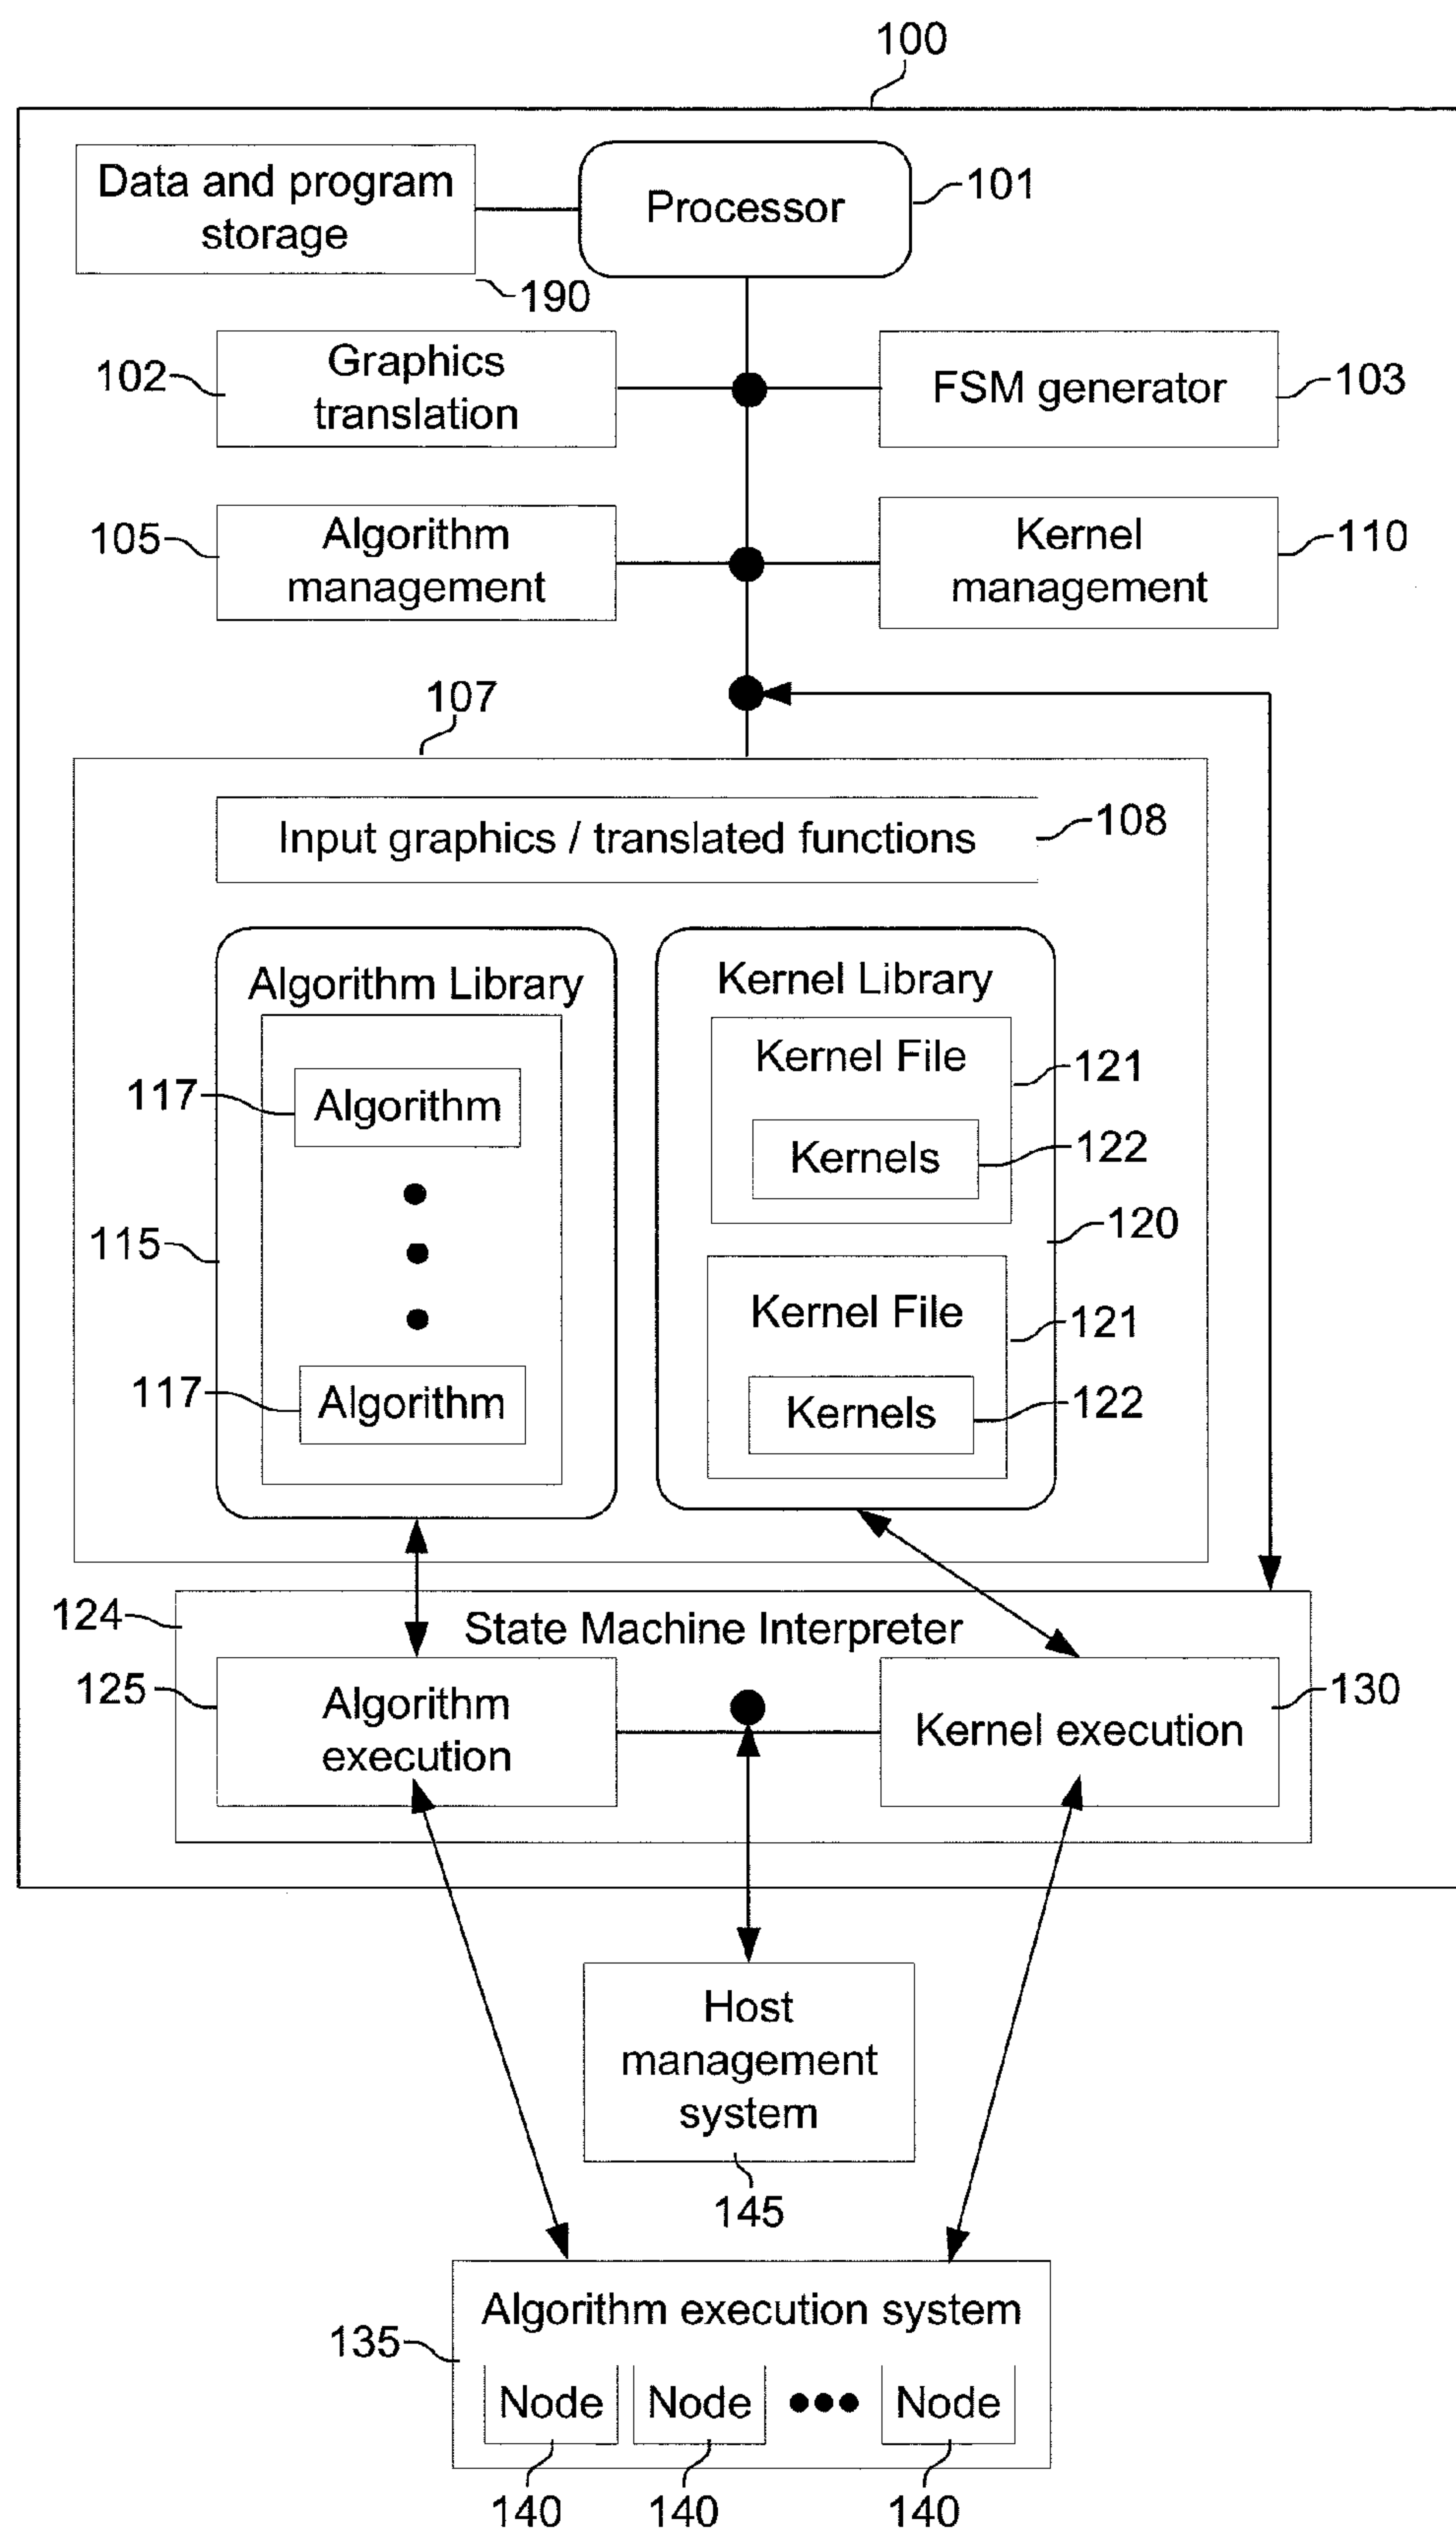 100
Data and program
storage
190
Processor
101
102
Graphics
translation
FSM generator
103
105
Algorithm
management
Kernel
management
110
107
Input graphics / translated functions
108
Algorithm Library
117
Algorithm
115
117
Algorithm
Kernel Library
Kernel File
121
Kernels
122
120
Kernel File
121
Kernels
122
124
State Machine Interpreter
125
Algorithm
execution
Kernel execution
130
Host
management
system
145
Algorithm execution system
135
Node
Node
Node
140
140
140